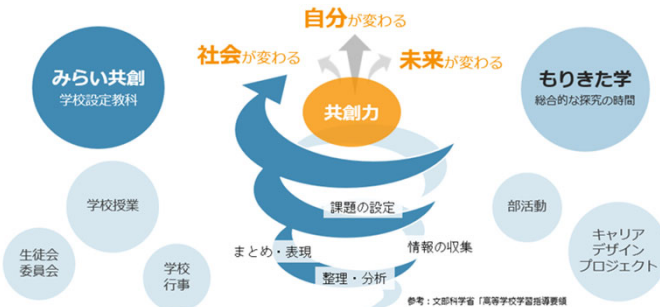 自分が変わる
社会が変わる
未来が変わる
みらい共創
学校設定教科
共創力
もりきた学
総合的な探究の時間
学校授業
課題の設定
部活動
生徒会
委員会
学校
行事
まとめ・表現
情報の収集
整理・分析
キャリア
デザイン
プロジェクト
参考：文部科学省「高等学校学習指導要領